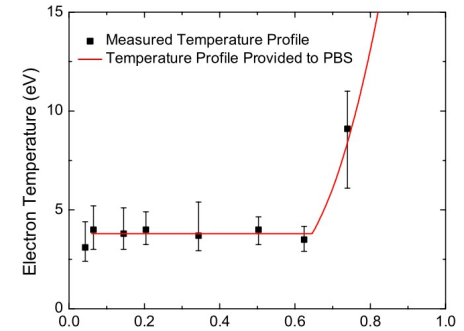 15
10
5
0
Electron Temperature (eV)
Measured Temperature Profile
Temperature Profile Provided to PBS
0.0 0.2 0.4 0.6 0.8 1.0